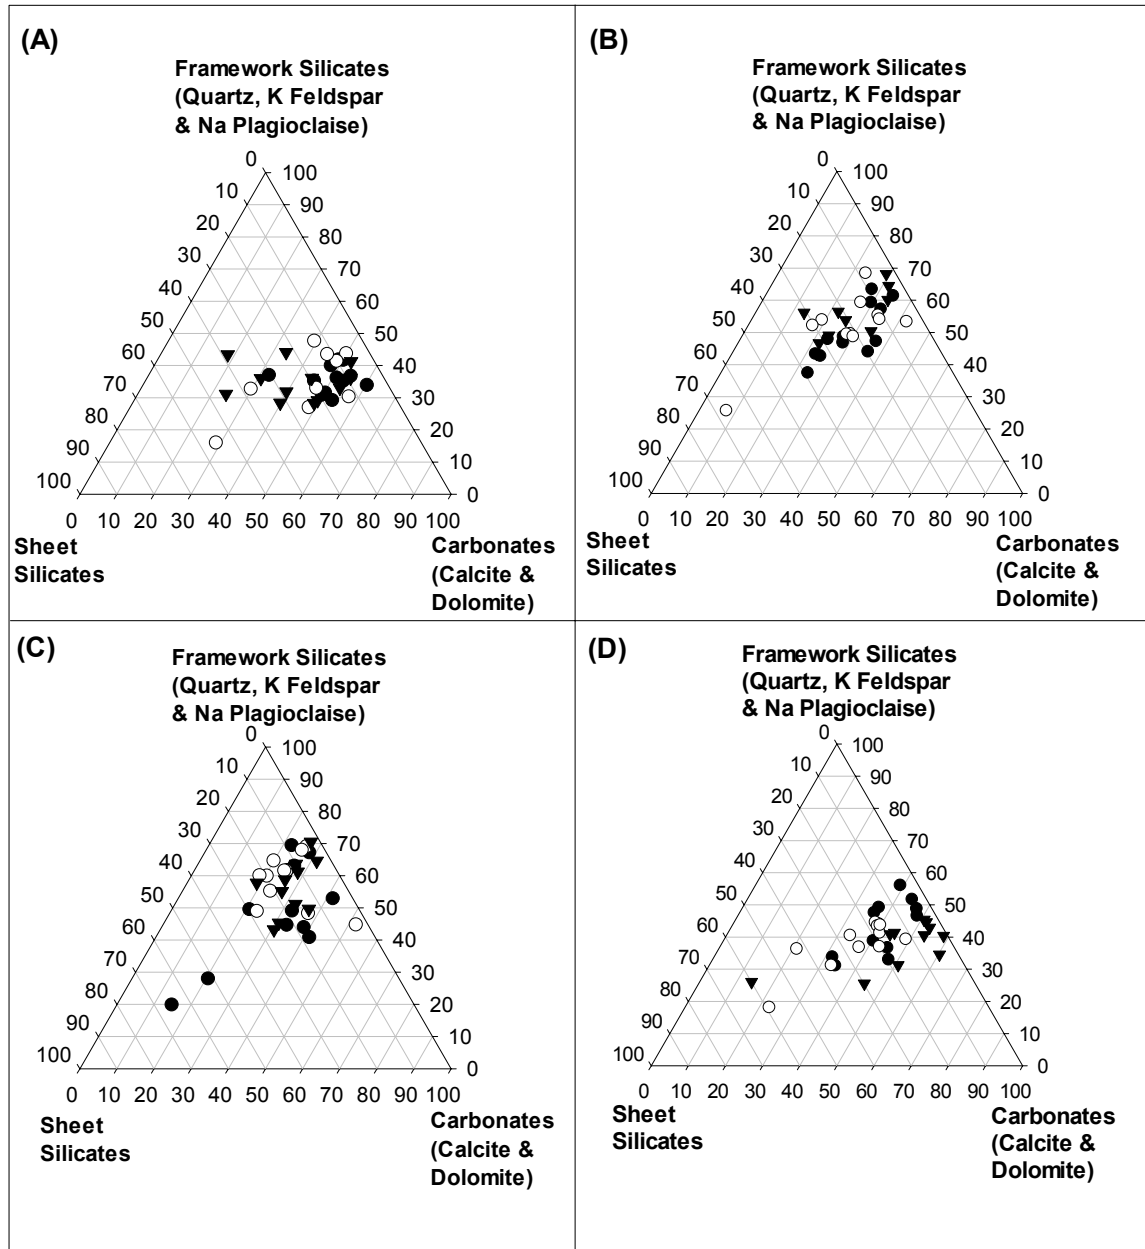 (A)
Framework Silicates
(Quartz, K Feldspar
& Na Plagioclaise)
0
10
20
30
40
50
60
70
80
90
100
100
90
80
70
60
50
40
30
20
10
0
0 10 20 30 40 50 60 70 80 90 100
Sheet
Silicates
Carbonates
(Calcite &
Dolomite)
(B)
Framework Silicates
(Quartz, K Feldspar
& Na Plagioclaise)
0
10
20
30
40
50
60
70
80
90
100
100
90
80
70
60
50
40
30
20
10
0
0 10 20 30 40 50 60 70 80 90 100
Sheet
Silicates
Carbonates
(Calcite &
Dolomite)
(C)
Framework Silicates
(Quartz, K Feldspar
& Na Plagioclaise)
0
10
20
30
40
50
60
70
80
90
100
100
90
80
70
60
50
40
30
20
10
0
0 10 20 30 40 50 60 70 80 90 100
Sheet
Silicates
Carbonates
(Calcite &
Dolomite)
(D)
Framework Silicates
(Quartz, K Feldspar
& Na Plagioclaise)
0
10
20
30
40
50
60
70
80
90
100
100
90
80
70
60
50
40
30
20
10
0
0 10 20 30 40 50 60 70 80 90 100
Sheet
Silicates
Carbonates
(Calcite &
Dolomite)